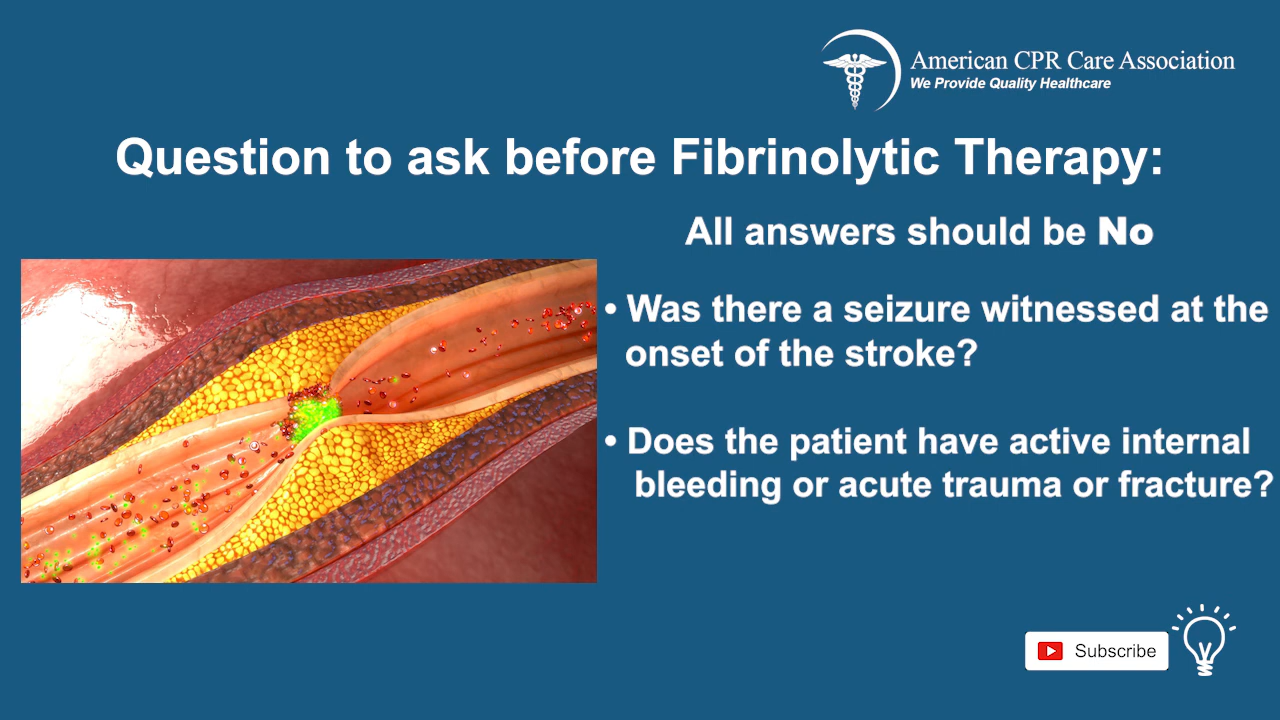 American CPR Care Association
We Provide Quality Healthcare
Question to ask before Fibrinolytic Therapy:
All answers should be No
• Was there a seizure witnessed at the
onset of the stroke?
• Does the patient have active internal
bleeding or acute trauma or fracture?
Subscribe